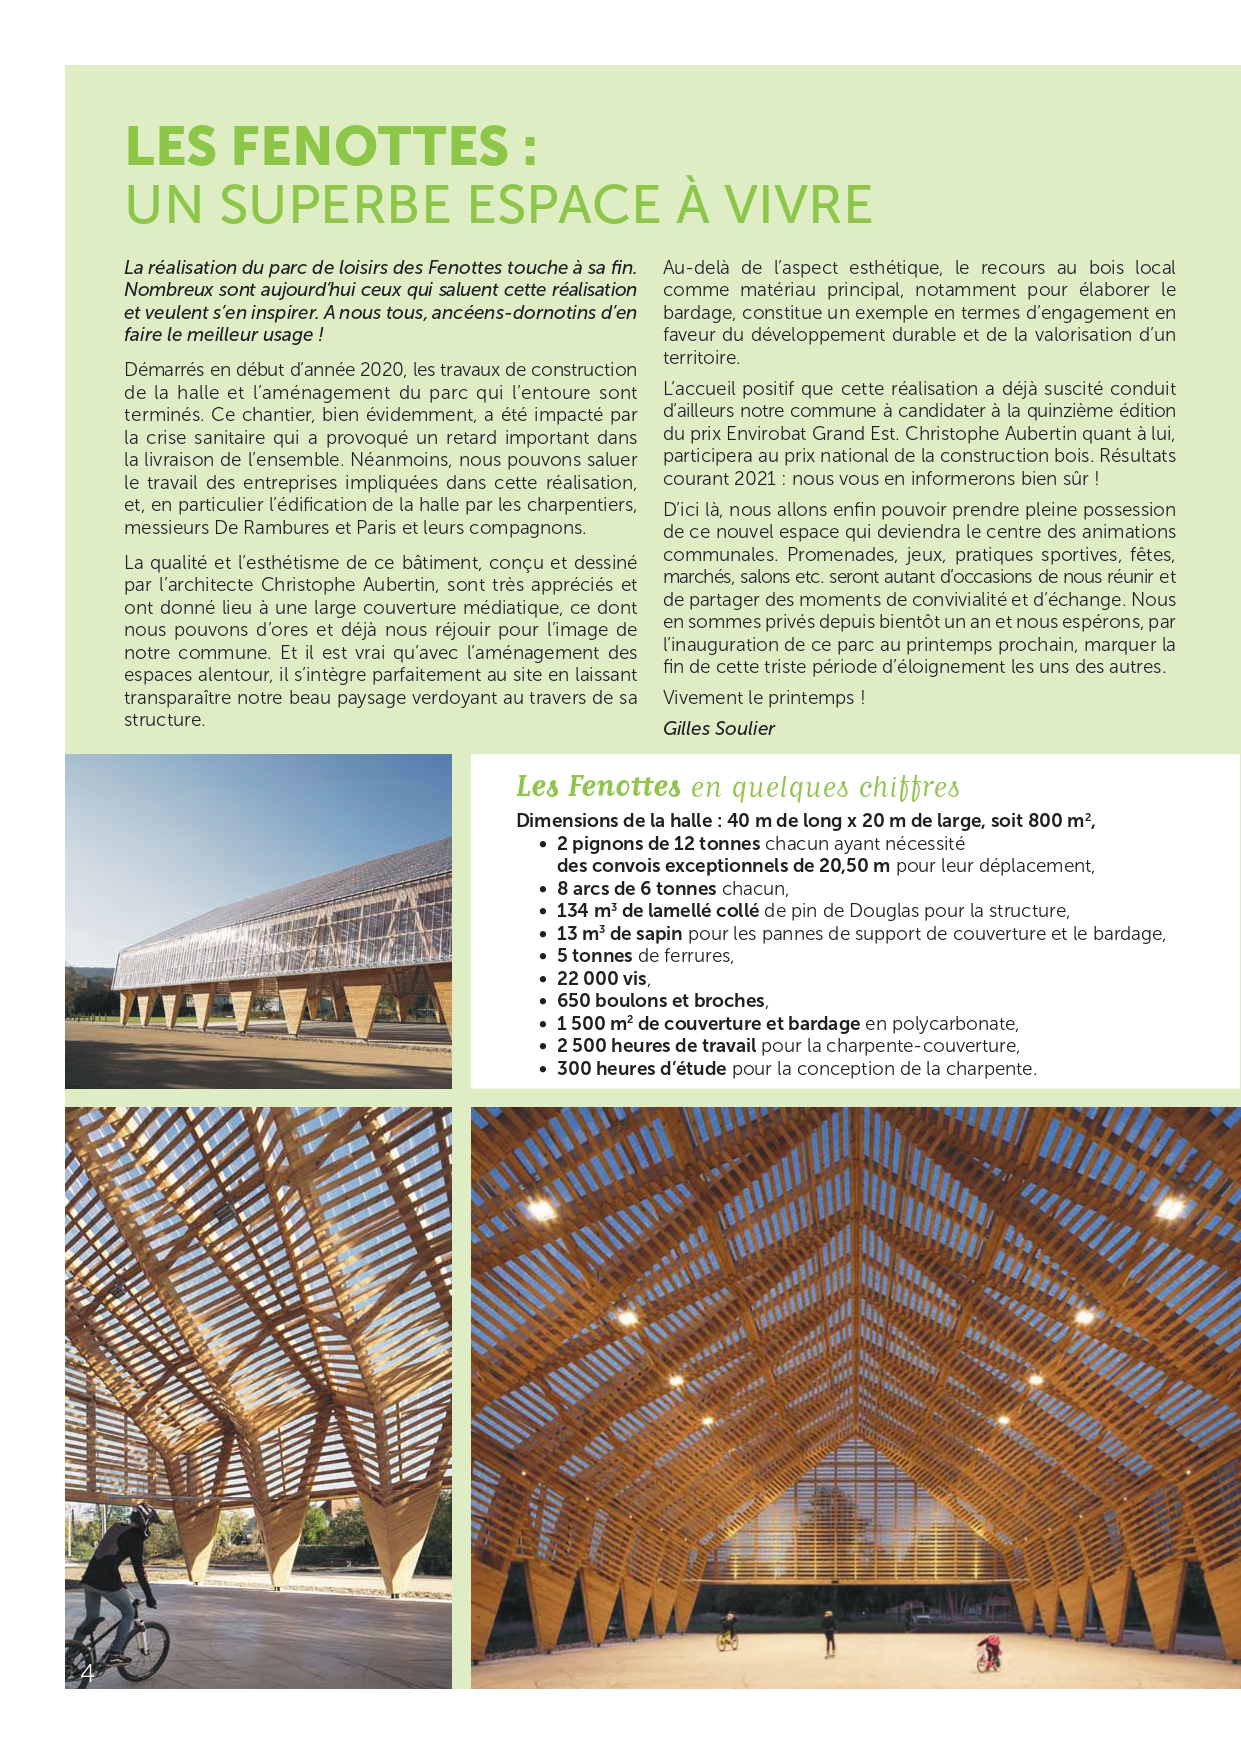 LES FENOTTES :
UN SUPERBE ESPACE À VIVRE
La réalisation du parc de loisirs des Fenottes touche à sa fin.
Nombreux sont aujourd’hui ceux qui saluent cette réalisation
et veulent s’en inspirer. A nous tous, ancéens-dornotins d’en
faire le meilleur usage !
Démarrés en début d’année 2020, les travaux de construction
de la halle et l’aménagement du parc qui l’entoure sont
terminés. Ce chantier, bien évidemment, a été impacté par
la crise sanitaire qui a provoqué un retard important dans
la livraison de l’ensemble. Néanmoins, nous pouvons saluer
le travail des entreprises impliquées dans cette réalisation,
et, en particulier l’édification de la halle par les charpentiers,
messieurs De Rambures et Paris et leurs compagnons.
La qualité et l’esthétisme de ce bâtiment, conçu et dessiné
par l’architecte Christophe Aubertin, sont très appréciés et
ont donné lieu à une large couverture médiatique, ce dont
nous pouvons d’ores et déjà nous réjouir pour l’image de
notre commune. Et il est vrai qu’avec l’aménagement des
espaces alentour, il s’intègre parfaitement au site en laissant
transparaître notre beau paysage verdoyant au travers de sa
structure.
Au-delà de l’aspect esthétique, le recours au bois local
comme matériau principal, notamment pour élaborer le
bardage, constitue un exemple en termes d’engagement en
faveur du développement durable et de la valorisation d’un
territoire.
L’accueil positif que cette réalisation a déjà suscité conduit
d’ailleurs notre commune à candidater à la quinzième édition
du prix Envirobat Grand Est. Christophe Aubertin quant à lui,
participera au prix national de la construction bois. Résultats
courant 2021 : nous vous en informerons bien sûr !
D’ici là, nous allons enfin pouvoir prendre pleine possession
de ce nouvel espace qui deviendra le centre des animations
communales. Promenades, jeux, pratiques sportives, fêtes,
marchés, salons etc. seront autant d’occasions de nous réunir et
de partager des moments de convivialité et d’échange. Nous
en sommes privés depuis bientôt un an et nous espérons, par
l’inauguration de ce parc au printemps prochain, marquer la
fin de cette triste période d’éloignement les uns des autres.
Vivement le printemps !
Gilles Soulier
Les Fenottes en quelques chiffres
Dimensions de la halle : 40 m de long x 20 m de large, soit 800 m²,
• 2 pignons de 12 tonnes chacun ayant nécessité
des convois exceptionnels de 20,50 m pour leur déplacement,
• 8 arcs de 6 tonnes chacun,
• 134 m³ de lamellé collé de pin de Douglas pour la structure,
• 13 m³ de sapin pour les pannes de support de couverture et le bardage,
• 5 tonnes de ferrures,
• 22 000 vis,
• 650 boulons et broches,
• 1 500 m² de couverture et bardage en polycarbonate,
• 2 500 heures de travail pour la charpente-couverture,
• 300 heures d’étude pour la conception de la charpente.
4